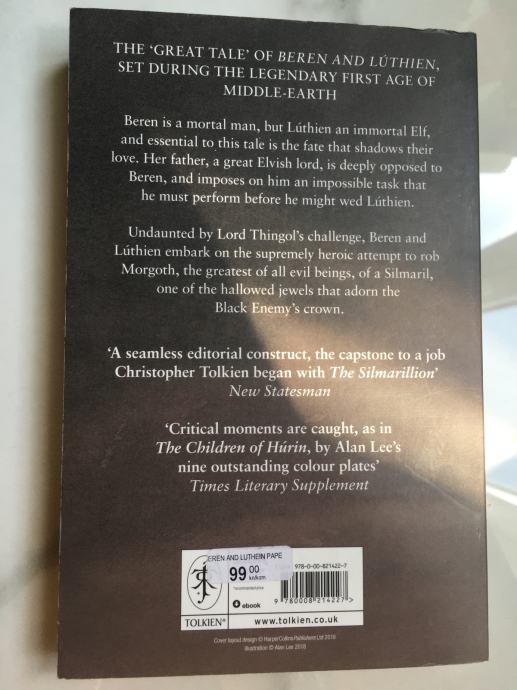 THE ‘GREAT TALE’ OF BEREN AND LÚTHIEN,
SET DURING THE LEGENDARY FIRST AGE OF
MIDDLE-EARTH
Beren is a mortal man, but Lúthien an immortal Elf,
and essential to this tale is the fate that shadows their
love. Her father, a great Elvish lord, is deeply opposed to
Beren, and imposes on him an impossible task that
he must perform before he might wed Lúthien.
Undaunted by Lord Thingol’s challenge, Beren and
Lúthien embark on the supremely heroic attempt to rob
Morgoth, the greatest of all evil beings, of a Silmaril,
one of the hallowed jewels that adorn the
Black Enemy’s crown.
‘A seamless editorial construct, the capstone to a job
Christopher Tolkien began with The Silmarillion’
New Statesman
‘Critical moments are caught, as in
The Children of Húrin, by Alan Lee’s
nine outstanding colour plates’
Times Literary Supplement
EREN AND LUTHEIN PAPE
99 00
978-0-00-821422-7
ebook
9 780008 214227 >
TOLKIEN®
www.tolkien.co.uk
Cover layout design © HarperCollinsPublishers Ltd 2018
Illustration © Alan Lee 2018